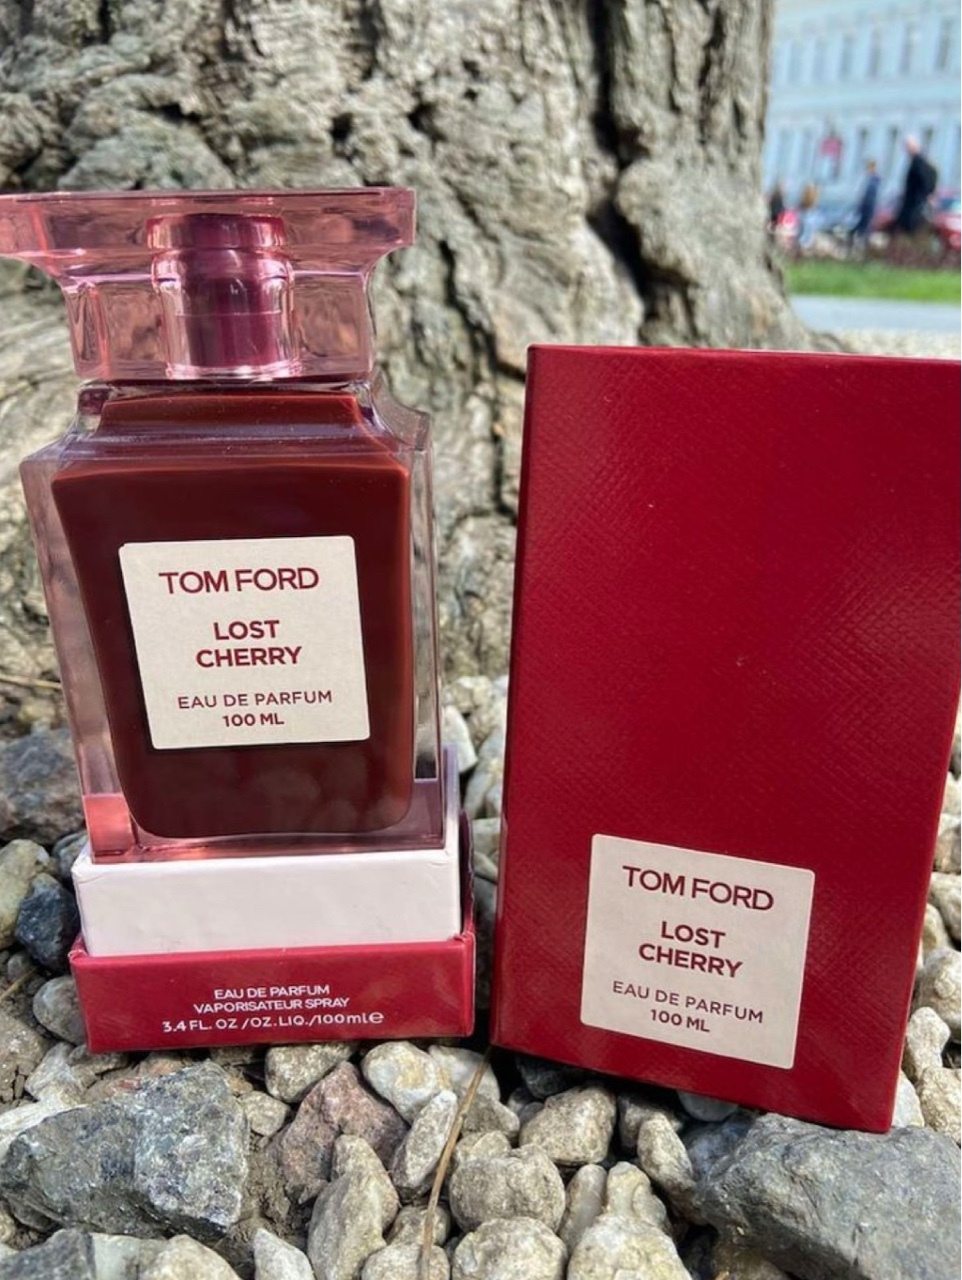 TOM FORD
LOST
CHERRY
EAU DE PARFUM
100 ML
EAU DE PARFUM
VAPORISATEUR SPRAY
3.4 FL. OZ /OZ.LIQ./100ml℮
TOM FORD
LOST
CHERRY
EAU DE PARFUM
100 ML